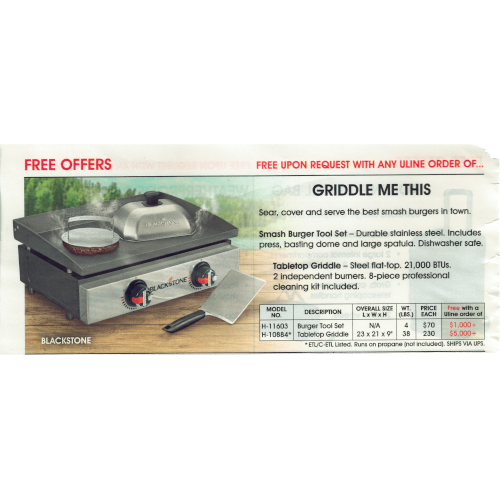 FREE OFFERS
FREE UPON REQUEST WITH ANY ULINE ORDER OF...
GRIDDLE ME THIS
Sear, cover and serve the best smash burgers in town.
Smash Burger Tool Set – Durable stainless steel. Includes
press, basting dome and large spatula. Dishwasher safe.
Tabletop Griddle – Steel flat-top. 21,000 BTUs.
2 independent burners. 8-piece professional
cleaning kit included.
MODEL NO. DESCRIPTION OVERALL SIZE L x W x H WT. (LBS.) PRICE EACH Free with a Uline order of
H-11603 Burger Tool Set N/A 4 $70 $1,000+
H-10884* Tabletop Griddle 23 x 21 x 9" 38 230 $5,000+
* ETL/C-ETL Listed. Runs on propane (not included). SHIPS VIA UPS.
BLACKSTONE
BLACKSTONE